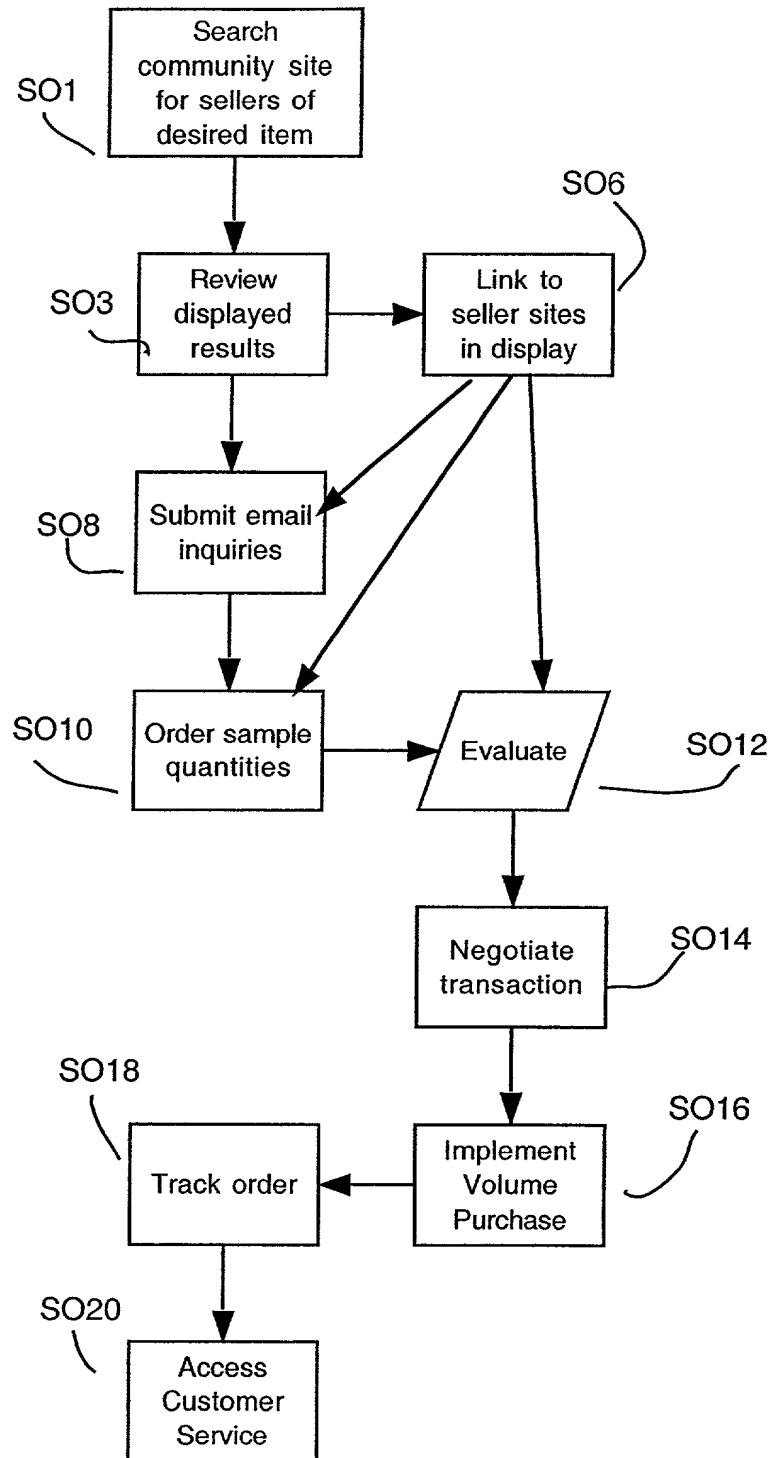 Search
community site
for sellers of
desired item
SO1
SO6
Review
displayed
results
SO3
Link to
seller sites
in display
Submit email
inquiries
SO8
Order sample
quantities
SO10
Evaluate
SO12
Negotiate
transaction
SO14
SO18
SO16
Track order
Implement
Volume
Purchase
SO20
Access
Customer
Service